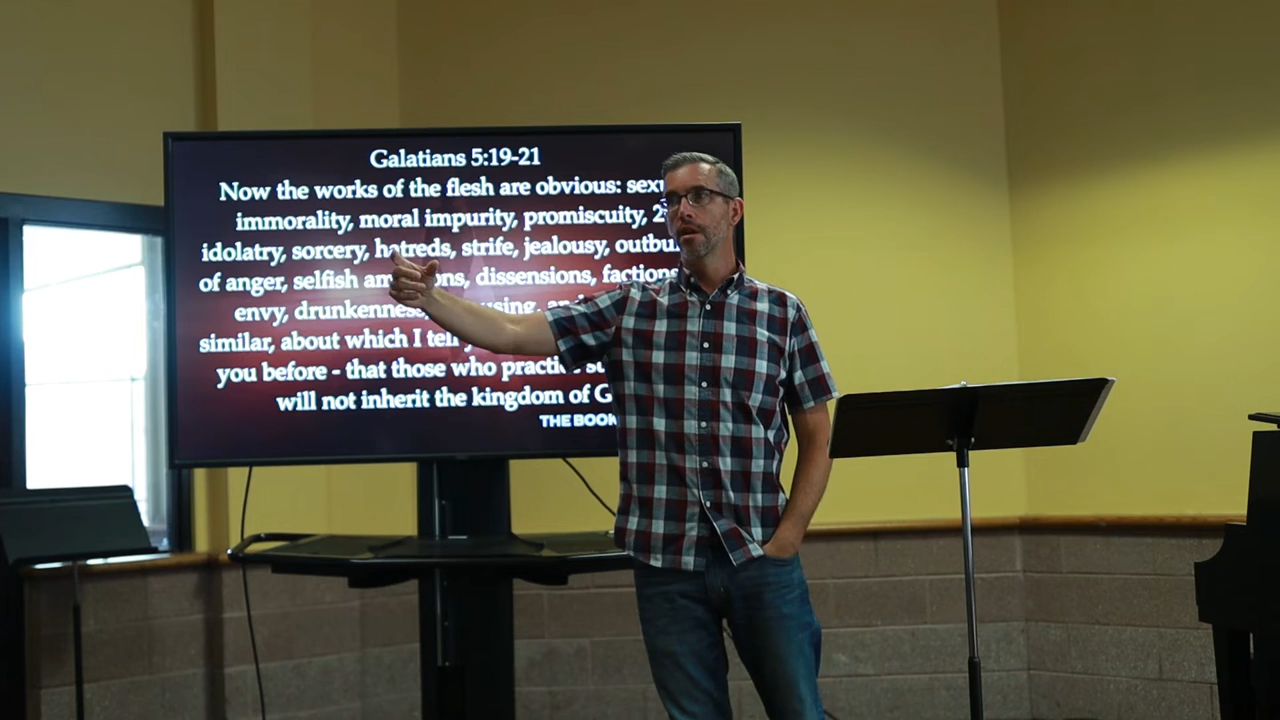 Galatians 5:19-21
Now the works of the flesh are obvious:
immorality, moral impurity, promiscuity,
idolatry, sorcery, hatreds, strife, jealousy,
of anger, selfish
envy,
similar, about which I
you before - that those who
will not inherit the kingdom of
THE BOOK